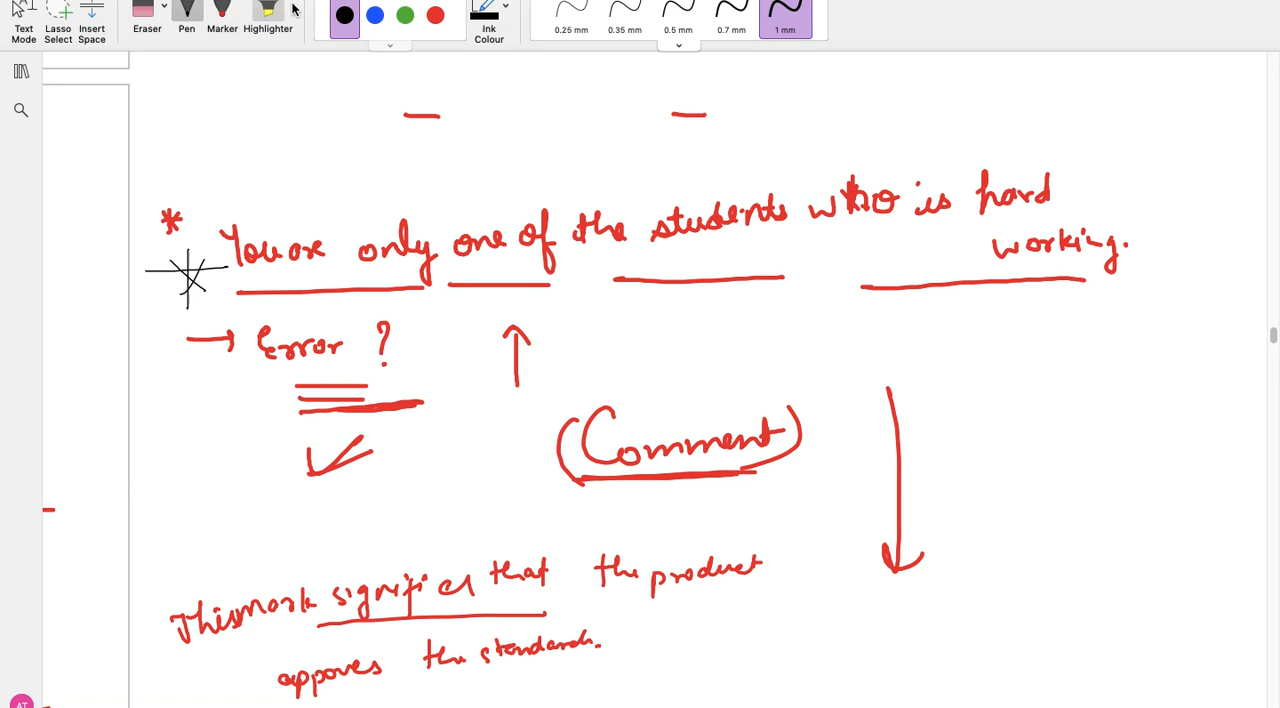 Text Mode
Lasso Select
Insert Space
Eraser
Pen
Marker
Highlighter
Ink Colour
0.25 mm
0.35 mm
0.5 mm
0.7 mm
1 mm
* You are only one of the students who is hard
working.
→ Error ?
(Comment)
This mark signifies that the product
apporves the standards.
AT